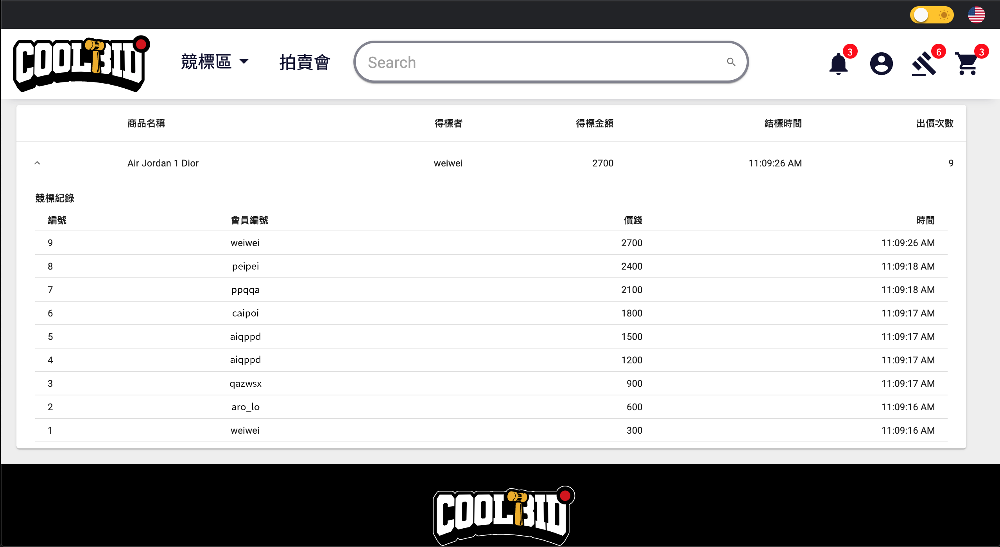 COOLBID
競標區
拍賣會
Search
3
6
3
商品名稱 得標者 得標金額 結標時間 出價次數
Air Jordan 1 Dior weiwei 2700 11:09:26 AM 9
競標紀錄
編號 會員編號 價錢 時間
9 weiwei 2700 11:09:26 AM
8 peipei 2400 11:09:18 AM
7 ppqqa 2100 11:09:18 AM
6 caipoi 1800 11:09:17 AM
5 aiqppd 1500 11:09:17 AM
4 aiqppd 1200 11:09:17 AM
3 qazwsx 900 11:09:17 AM
2 aro_lo 600 11:09:16 AM
1 weiwei 300 11:09:16 AM
COOLBID